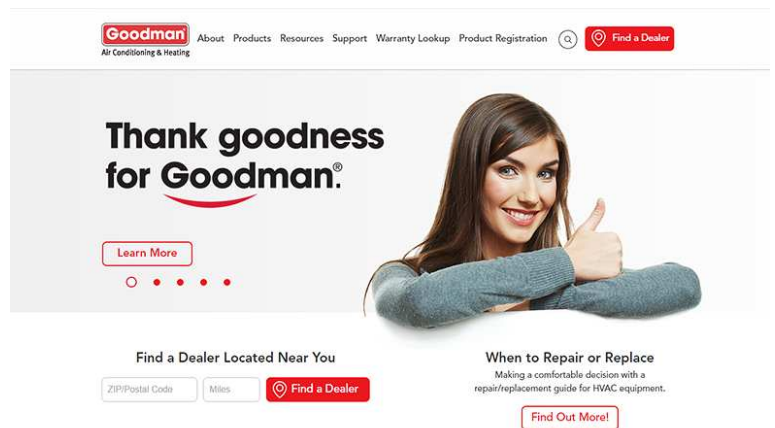 Goodman®
Air Conditioning & Heating
About Products Resources Support Warranty Lookup Product Registration Find a Dealer
Thank goodness
for Goodman.®
Learn More
Find a Dealer Located Near You
ZIP/Postal Code Miles Find a Dealer
When to Repair or Replace
Making a comfortable decision with a
repair/replacement guide for HVAC equipment.
Find Out More!